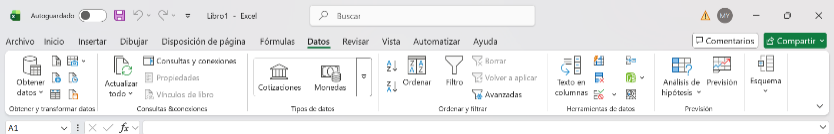 Autoguardado Libro1 - Excel Buscar MY
Archivo Inicio Insertar Dibujar Disposición de página Fórmulas Datos Revisar Vista Automatizar Ayuda Comentarios Compartir
Obtener datos
Actualizar todo
Consultas y conexiones
Propiedades
Vínculos de libro
Cotizaciones Monedas
Ordenar
Filtro
Borrar
Volver a aplicar
Avanzadas
Texto en columnas
Análisis de hipótesis
Previsión
Esquema
Obtener y transformar datos Consultas &conexiones Tipos de datos Ordenar y filtrar Herramientas de datos Previsión
A1 fx